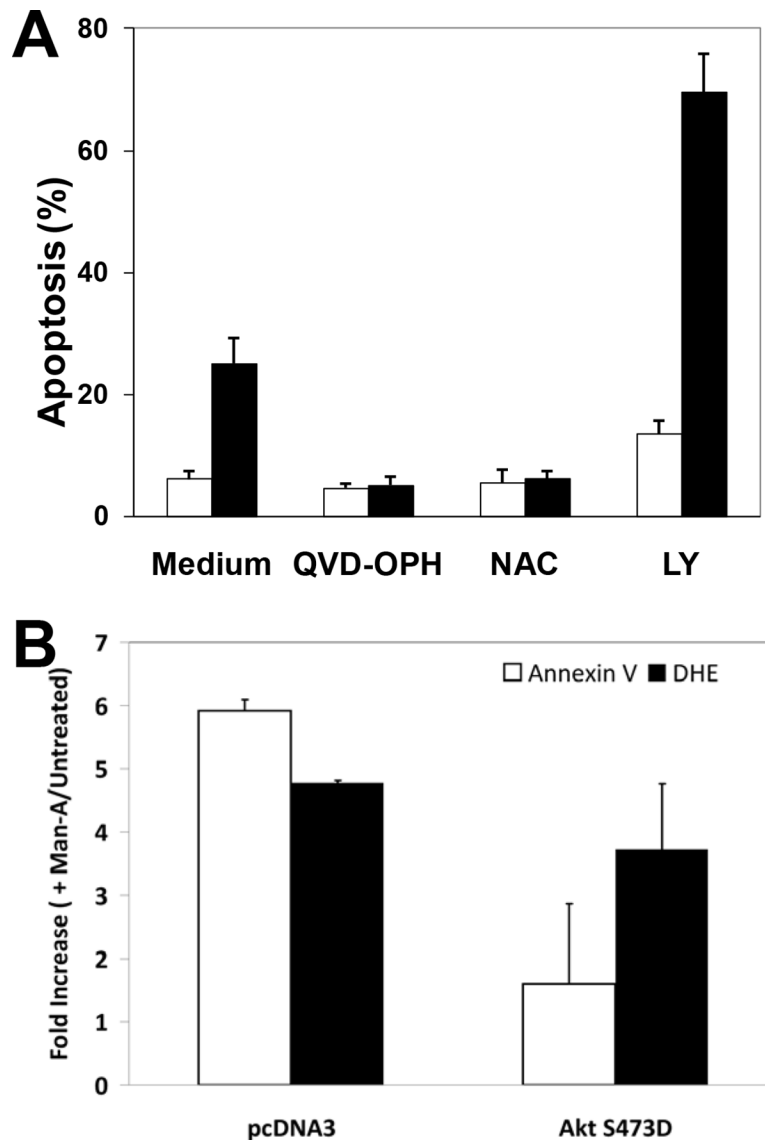 A
80
60
40
20
0
Apoptosis (%)
Medium QVD-OPH NAC LY
B
7
6
5
4
3
2
1
0
Fold Increase ( + Man-A/Untreated)
Annexin V DHE
pcDNA3 Akt S473D